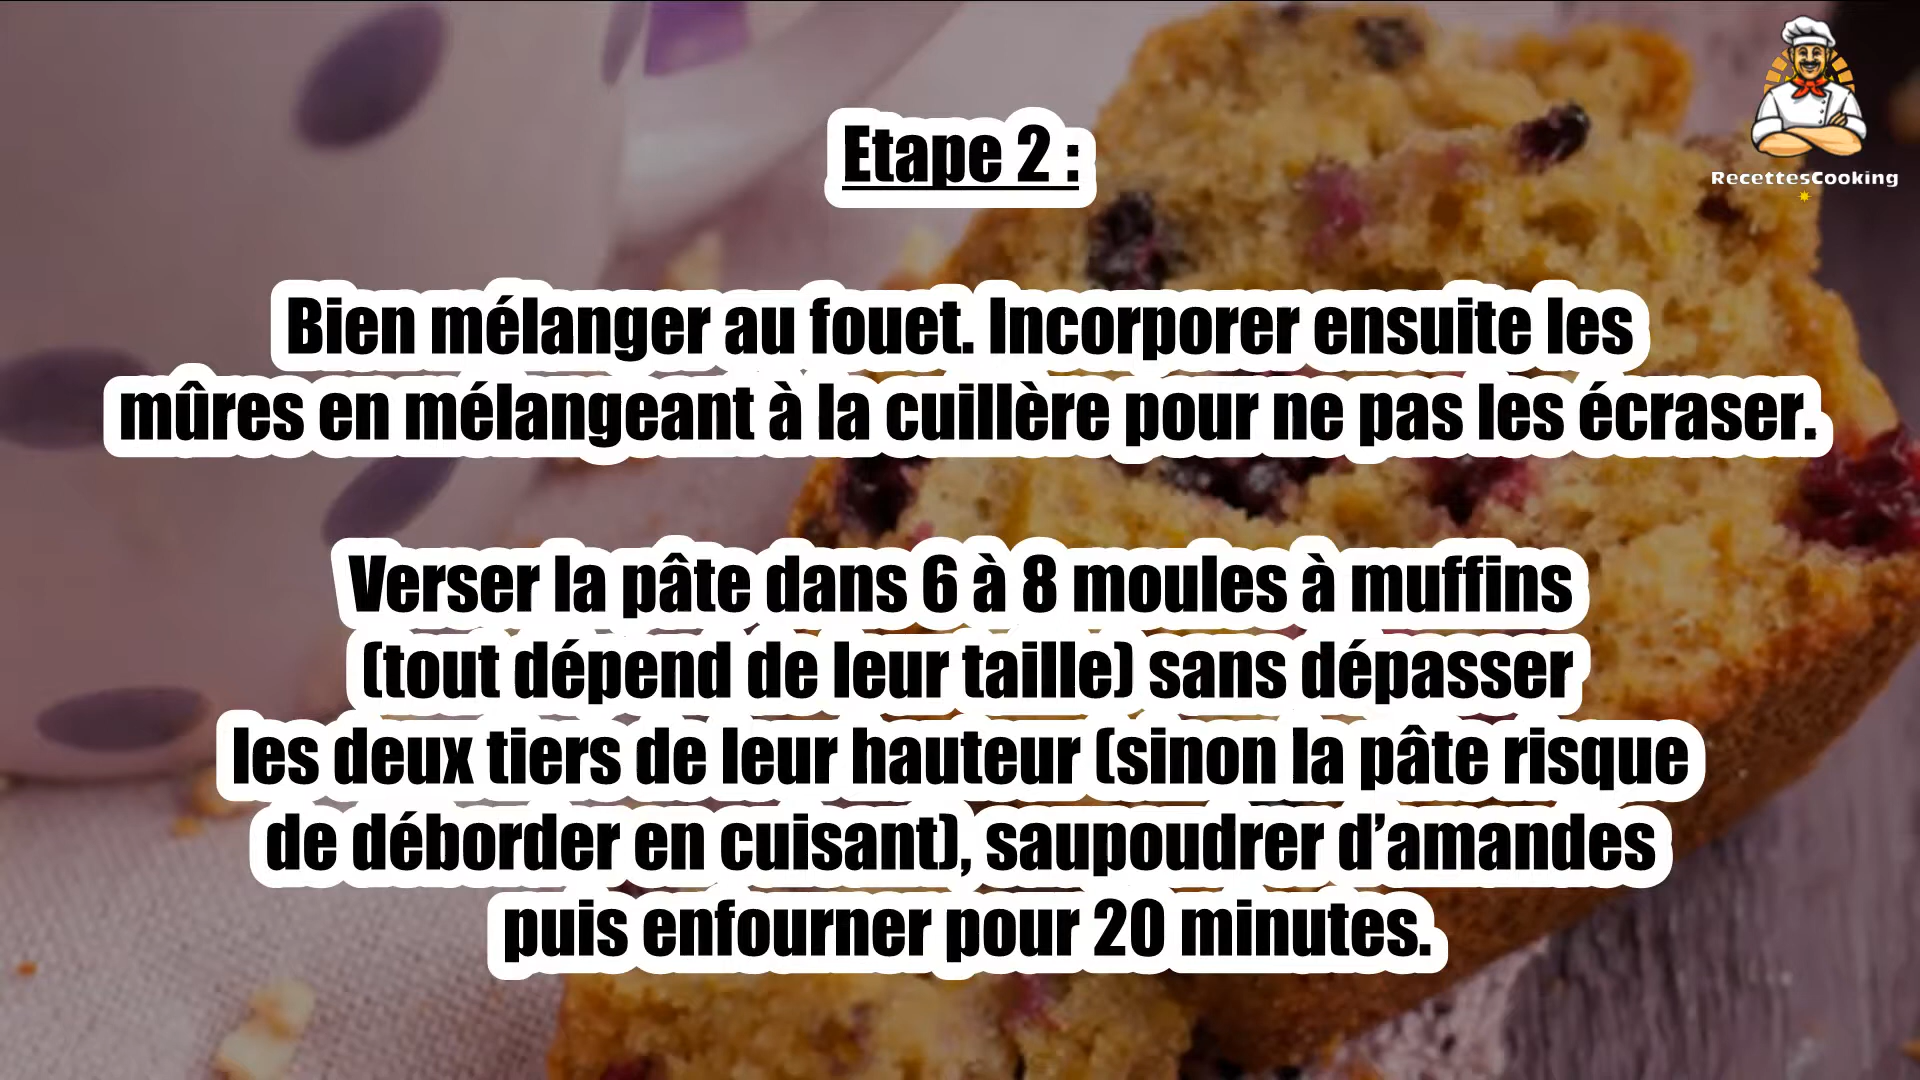 RecettesCooking
Etape 2 :
Bien mélanger au fouet. Incorporer ensuite les
mûres en mélangeant à la cuillère pour ne pas les écraser.
Verser la pâte dans 6 à 8 moules à muffins
(tout dépend de leur taille) sans dépasser
les deux tiers de leur hauteur (sinon la pâte risque
de déborder en cuisant), saupoudrer d’amandes
puis enfourner pour 20 minutes.